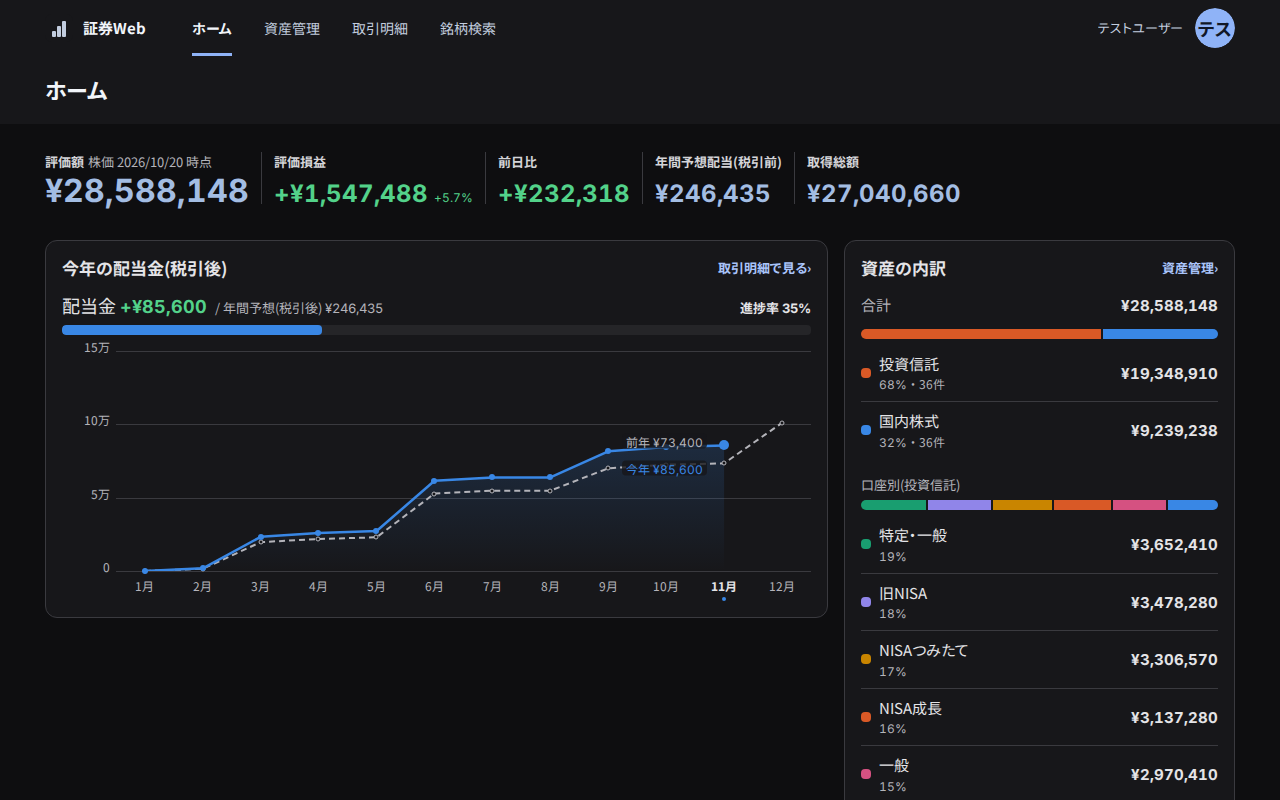 証券Web ホーム 資産管理 取引明細 銘柄検索 テストユーザー テス
ホーム
評価額 株価 2026/10/20 時点
¥28,588,148
評価損益
+¥1,547,488 +5.7%
前日比
+¥232,318
年間予想配当(税引前)
¥246,435
取得総額
¥27,040,660
今年の配当金(税引後) 取引明細で見る›
配当金 +¥85,600 / 年間予想(税引後) ¥246,435 進捗率 35%
15万
10万
5万
0
前年 ¥73,400
今年 ¥85,600
1月 2月 3月 4月 5月 6月 7月 8月 9月 10月 11月 12月
資産の内訳 資産管理›
合計 ¥28,588,148
投資信託 ¥19,348,910
68%・36件
国内株式 ¥9,239,238
32%・36件
口座別(投資信託)
特定・一般 ¥3,652,410
19%
旧NISA ¥3,478,280
18%
NISAつみたて ¥3,306,570
17%
NISA成長 ¥3,137,280
16%
一般 ¥2,970,410
15%